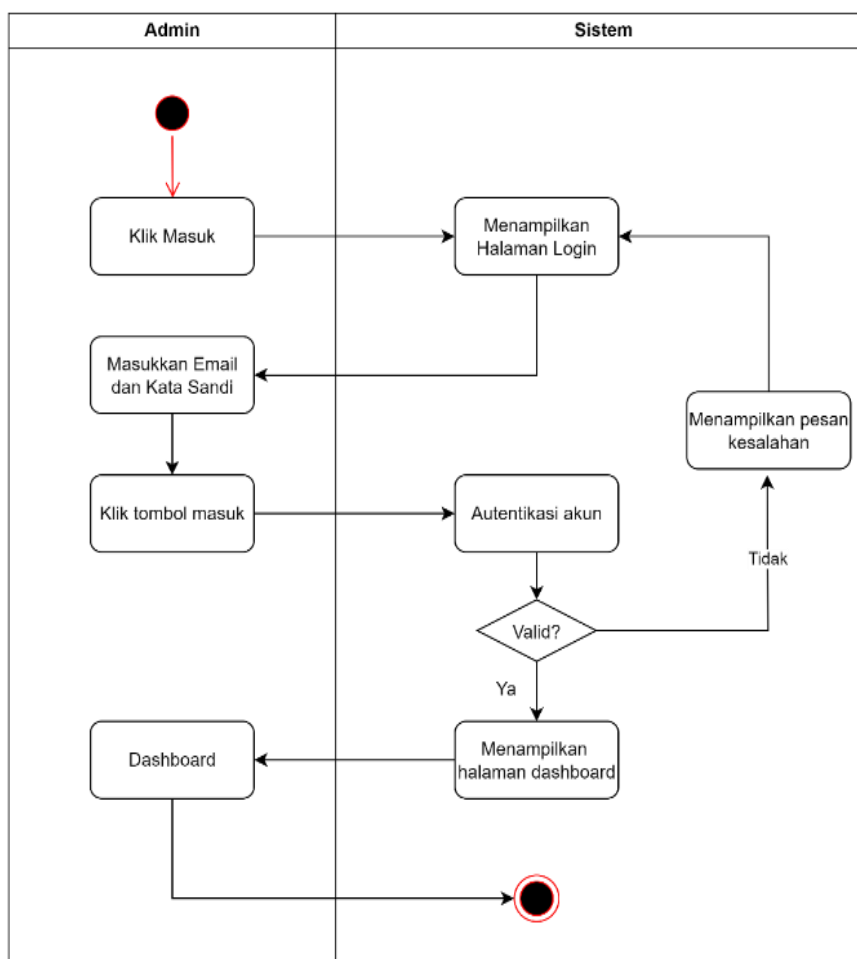 Admin
Sistem
Klik Masuk
Menampilkan
Halaman Login
Masukkan Email
dan Kata Sandi
Menampilkan pesan
kesalahan
Klik tombol masuk
Autentikasi akun
Tidak
Valid?
Ya
Dashboard
Menampilkan
halaman dashboard